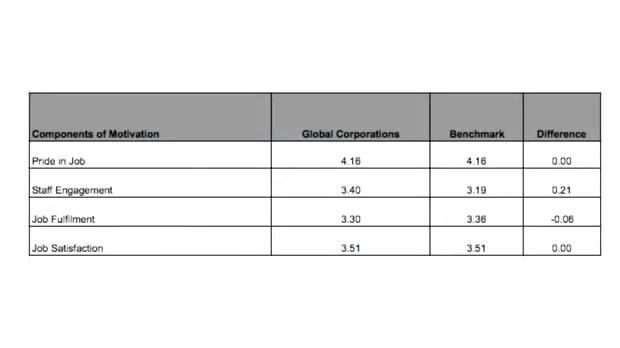 Components of Motivation Global Corporations Benchmark Difference
Pride in Job 4.16 4.16 0.00
Staff Engagement 3.40 3.19 0.21
Job Fulfilment 3.30 3.36 -0.06
Job Satisfaction 3.51 3.51 0.00